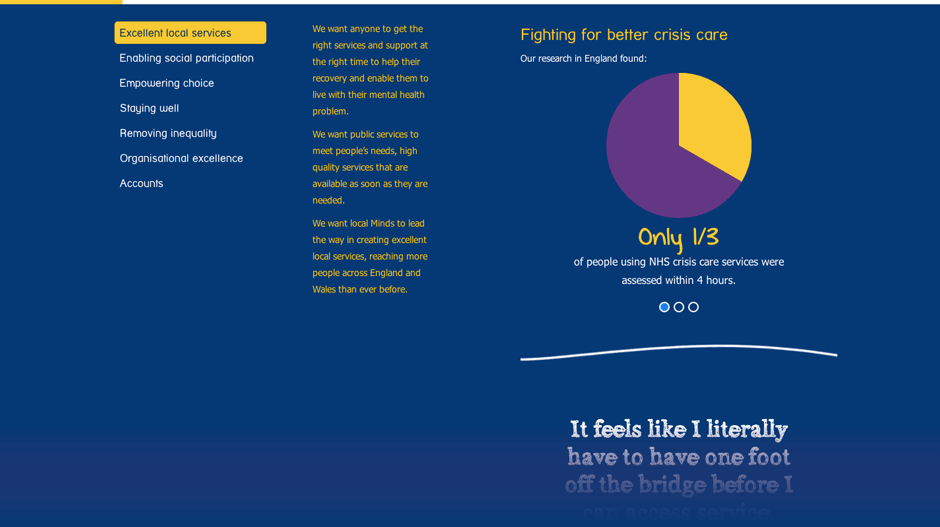 Excellent local services
Enabling social participation
Empowering choice
Staying well
Removing inequality
Organisational excellence
Accounts
We want anyone to get the
right services and support at
the right time to help their
recovery and enable them to
live with their mental health
problem.
We want public services to
meet people's needs, high
quality services that are
available as soon as they are
needed.
We want local Minds to lead
the way in creating excellent
local services, reaching more
people across England and
Wales than ever before.
Fighting for better crisis care
Our research in England found:
Only 1/3
of people using NHS crisis care services were
assessed within 4 hours.
It feels like I literally
have to have one foot
off the bridge before I
can access service